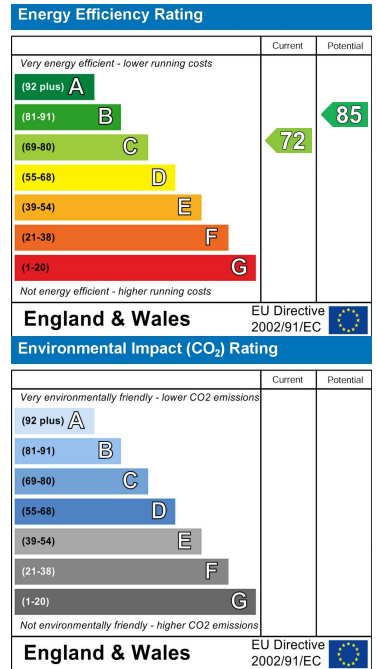 Energy Efficiency Rating
Current Potential
Very energy efficient - lower running costs
(92 plus) A
(81-91) B
85
(69-80) C
72
(55-68) D
(39-54) E
(21-38) F
(1-20) G
Not energy efficient - higher running costs
England & Wales
EU Directive
2002/91/EC
Environmental Impact (CO₂) Rating
Current Potential
Very environmentally friendly - lower CO2 emissions
(92 plus) A
(81-91) B
(69-80) C
(55-68) D
(39-54) E
(21-38) F
(1-20) G
Not environmentally friendly - higher CO2 emissions
England & Wales
EU Directive
2002/91/EC